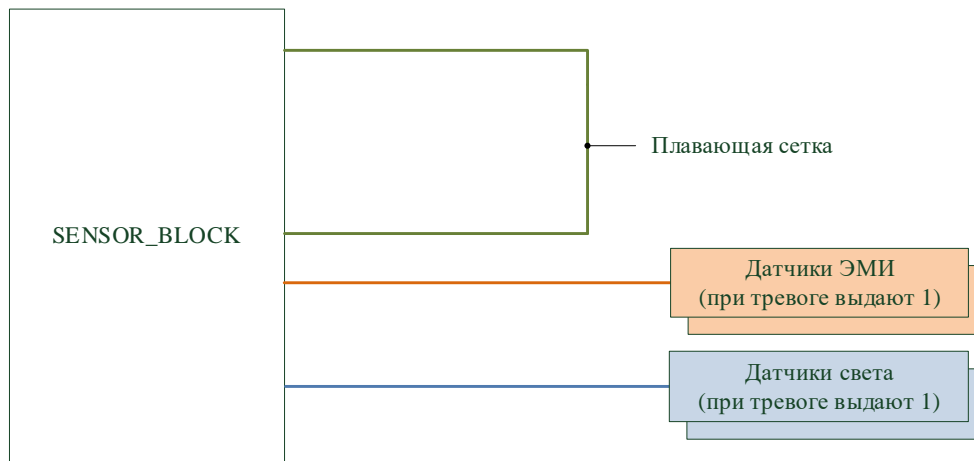 Плавающая сетка
SENSOR_BLOCK
Датчики ЭМИ
(при тревоге выдают 1)
Датчики света
(при тревоге выдают 1)